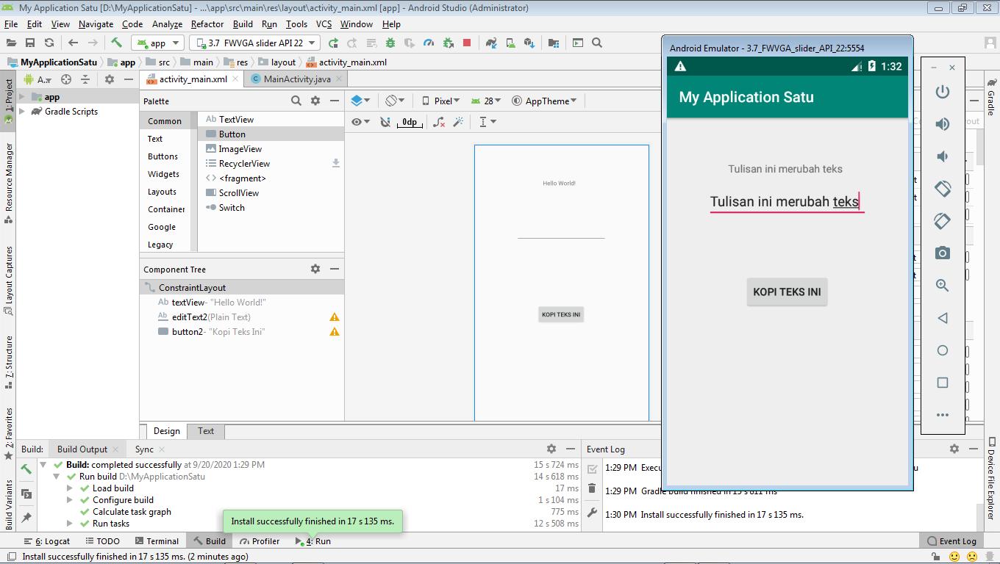 My Application Satu [D:\MyApplicationSatu] - ...\app\src\main\res\layout\activity_main.xml [app] - Android Studio (Administrator)
File Edit View Navigate Code Analyze Refactor Build Run Tools VCS Window Help
app 3.7 FWVGA slider API 22
MyApplicationSatu app src main res layout activity_main.xml
1: Project
Resource Manager
Layout Captures
7: Structure
2: Favorites
Build Variants
A..
app
Gradle Scripts
activity_main.xml MainActivity.java
Palette
Common
Text
Buttons
Widgets
Layouts
Container
Google
Legacy
Ab TextView
Button
ImageView
RecyclerView
<fragment>
ScrollView
Switch
Component Tree
ConstraintLayout
Ab textView - "Hello World!"
Ab editText2 (Plain Text)
button2 - "Kopi Teks Ini"
Pixel 28 AppTheme
0dp
Hello World!
KOPI TEKS INI
Design Text
Android Emulator - 3.7_FWVGA_slider_API_22:5554
1:32
My Application Satu
Tulisan ini merubah teks
Tulisan ini merubah teks
KOPI TEKS INI
Gradle
Device File Explorer
Build: Build Output Sync
Build: completed successfully at 9/20/2020 1:29 PM 15 s 724 ms
Run build D:\MyApplicationSatu 14 s 618 ms
Load build 17 ms
Configure build 1 s 104 ms
Calculate task graph 775 ms
Run tasks 12 s 508 ms
Install successfully finished in 17 s 135 ms.
Event Log
1:29 PM Execu
1:29 PM Gradle build finished in 15 s 811 ms
1:30 PM Install successfully finished in 17 s 135 ms.
6: Logcat TODO Terminal Build Profiler 4: Run Event Log
Install successfully finished in 17 s 135 ms. (2 minutes ago)